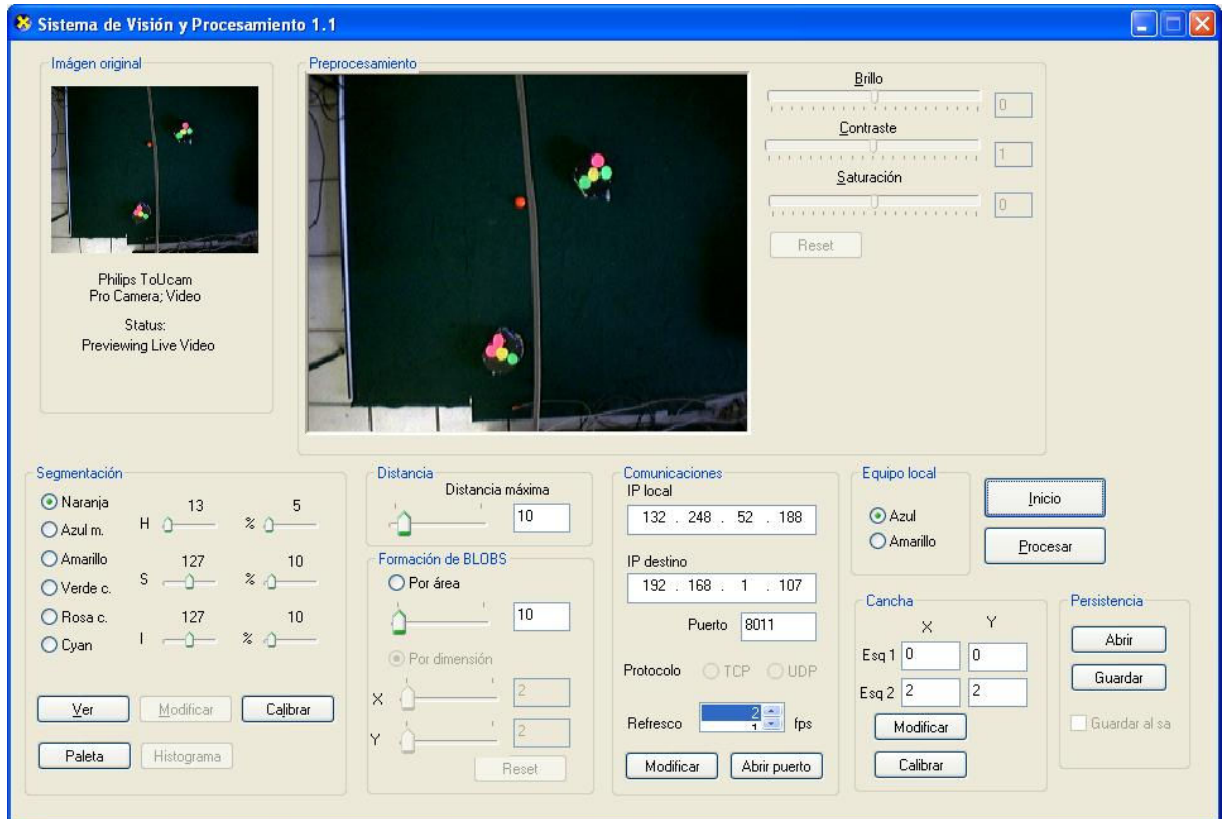 Sistema de Visión y Procesamiento 1.1
Imágen original
Philips ToUcam
Pro Camera; Video
Status:
Previewing Live Video
Preprocesamiento
Brillo
0
Contraste
1
Saturación
0
Reset
Segmentación
Naranja
Azul m.
Amarillo
Verde c.
Rosa c.
Cyan
13 5
H %
127 10
S %
127 10
I %
Ver Modificar Calibrar
Paleta Histograma
Distancia
Distancia máxima
10
Formación de BLOBS
Por área
10
Por dimensión
X 2
Y 2
Reset
Comunicaciones
IP local
132 . 248 . 52 . 188
IP destino
192 . 168 . 1 . 107
Puerto 8011
Protocolo TCP UDP
Refresco 2 fps
1
Modificar Abrir puerto
Equipo local
Azul
Amarillo
Inicio
Procesar
Cancha
X Y
Esq 1 0 0
Esq 2 2 2
Modificar
Calibrar
Persistencia
Abrir
Guardar
Guardar al sa